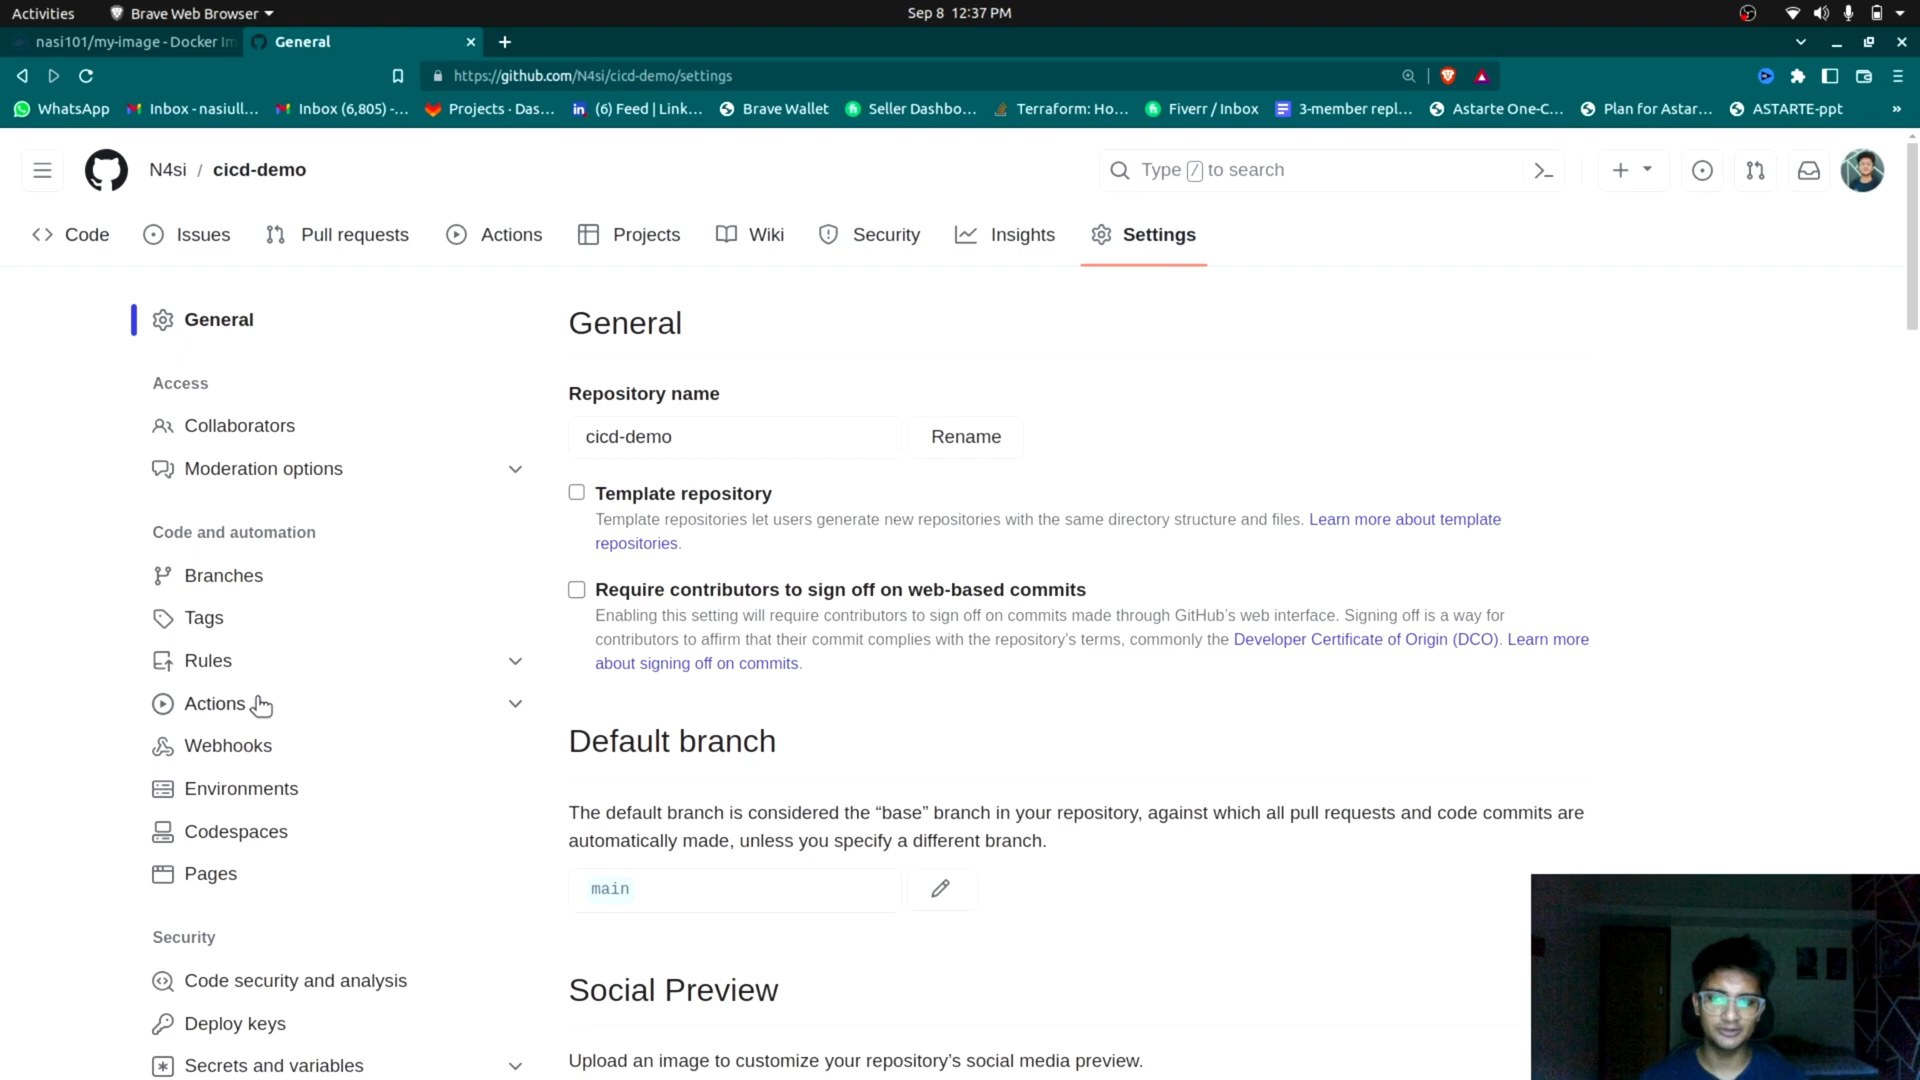 Activities
Brave Web Browser
Sep 8 12:37 PM
nasi101/my-image - Docker Im
General
https://github.com/N4si/cicd-demo/settings
WhatsApp
Inbox - nasiull...
Inbox (6,805) -...
Projects · Das...
(6) Feed | Link...
Brave Wallet
Seller Dashbo...
Terraform: Ho...
Fiverr / Inbox
3-member repl...
Astarte One-C...
Plan for Astar...
ASTARTE-ppt
»
N4si / cicd-demo
Type / to search
Code
Issues
Pull requests
Actions
Projects
Wiki
Security
Insights
Settings
General
Access
Collaborators
Moderation options
Code and automation
Branches
Tags
Rules
Actions
Webhooks
Environments
Codespaces
Pages
Security
Code security and analysis
Deploy keys
Secrets and variables
General
Repository name
cicd-demo
Rename
Template repository
Template repositories let users generate new repositories with the same directory structure and files. Learn more about template
repositories.
Require contributors to sign off on web-based commits
Enabling this setting will require contributors to sign off on commits made through GitHub’s web interface. Signing off is a way for
contributors to affirm that their commit complies with the repository's terms, commonly the Developer Certificate of Origin (DCO). Learn more
about signing off on commits.
Default branch
The default branch is considered the “base” branch in your repository, against which all pull requests and code commits are
automatically made, unless you specify a different branch.
main
Social Preview
Upload an image to customize your repository’s social media preview.